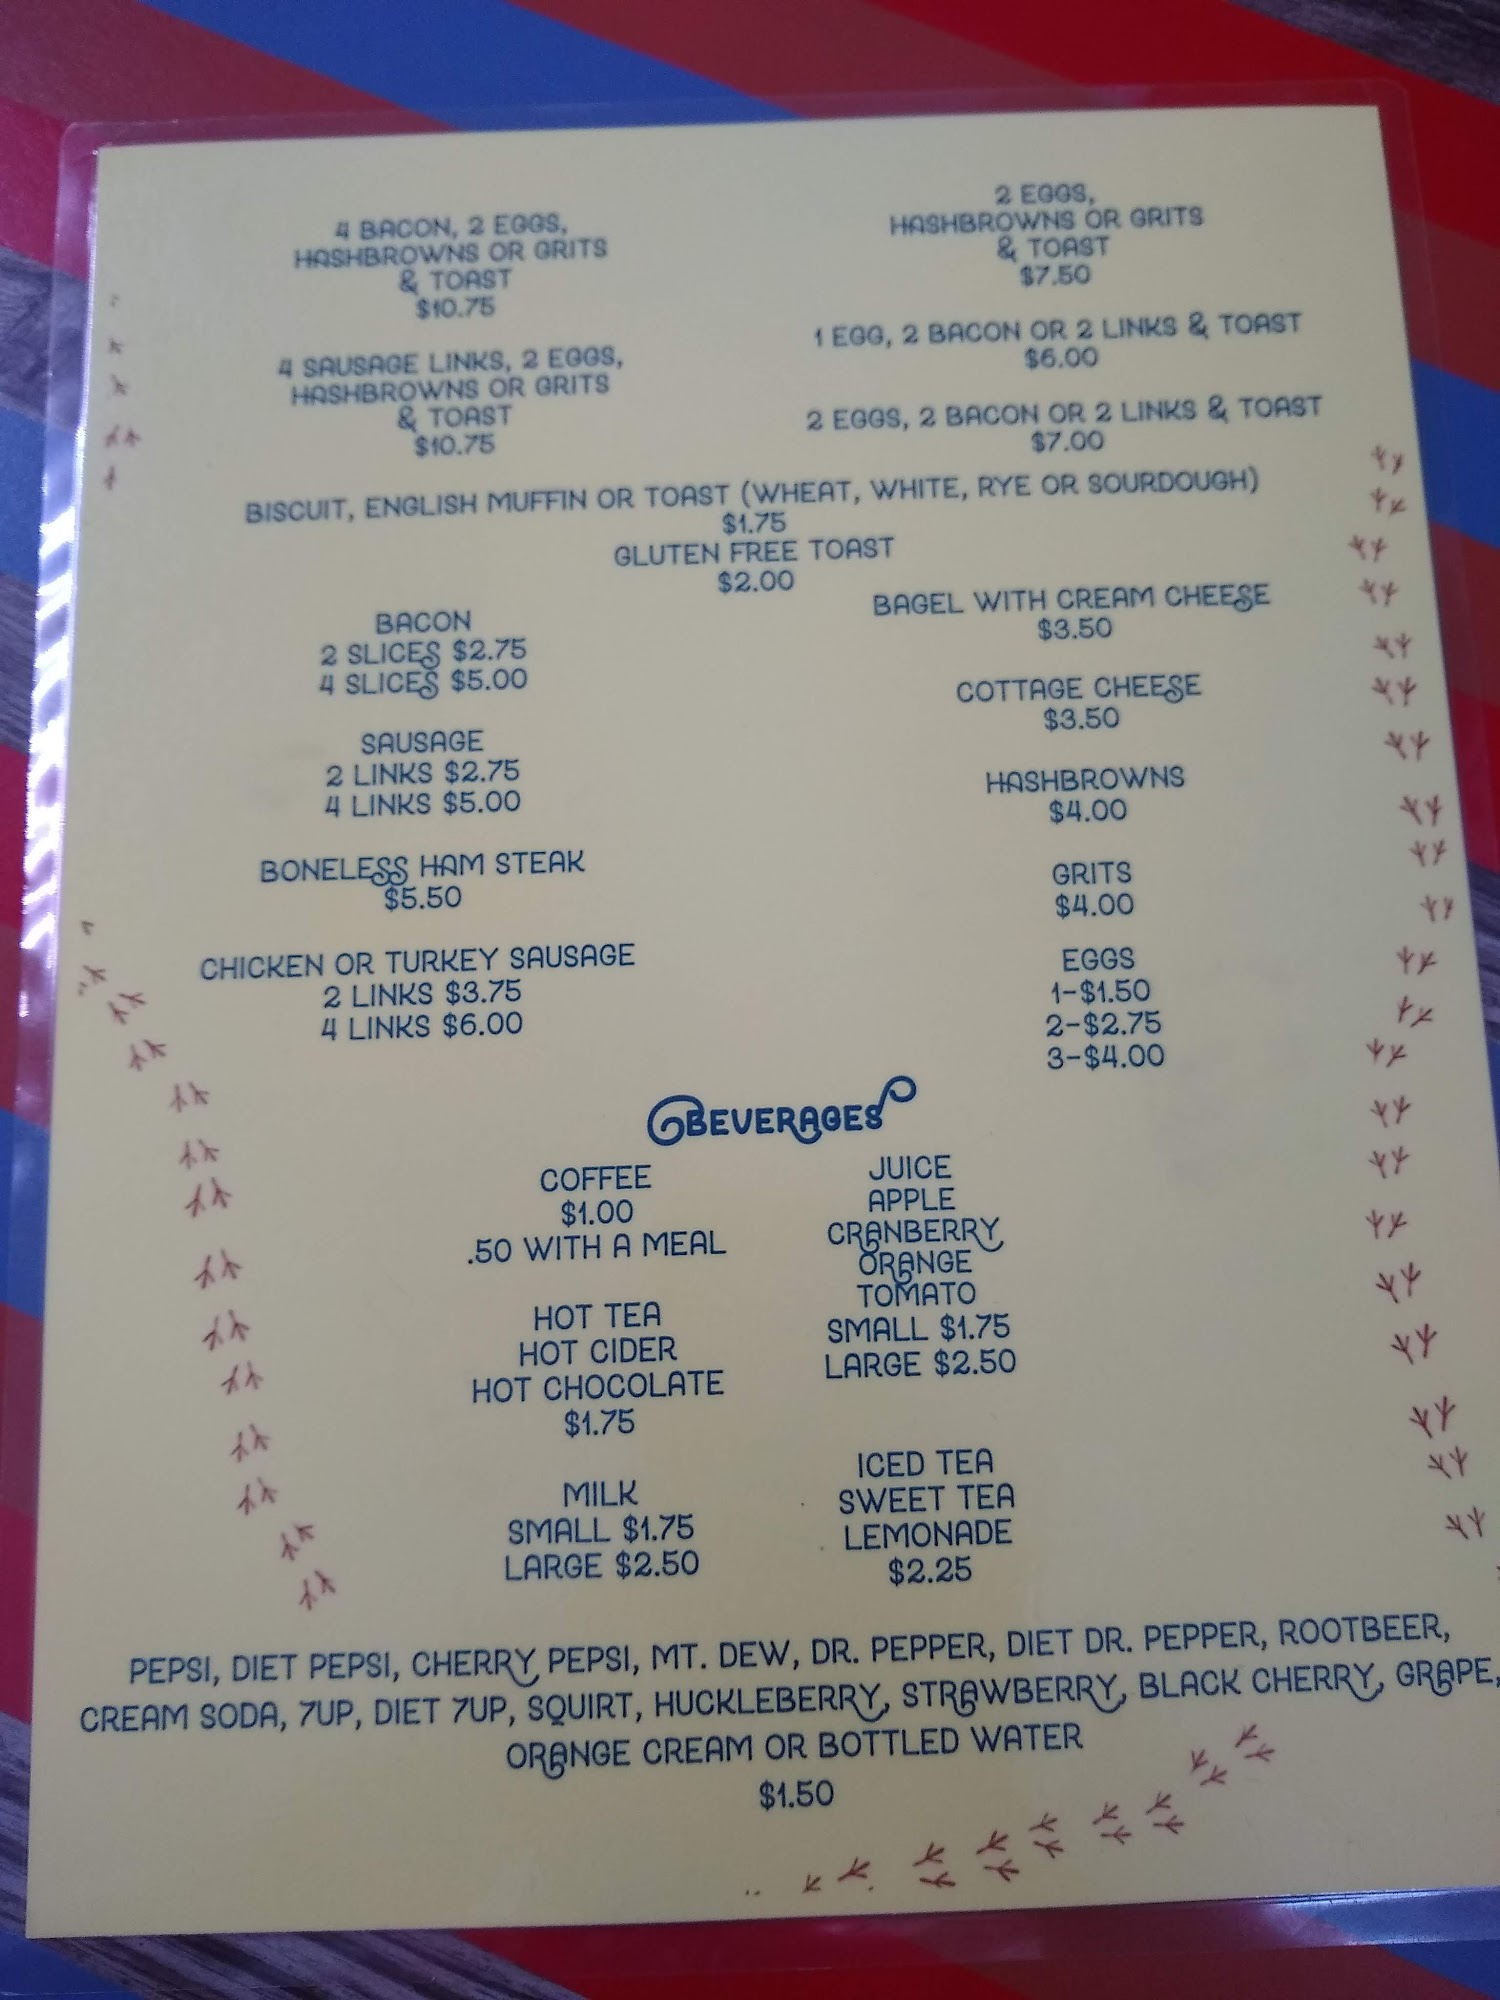 4 BACON, 2 EGGS,
HASHBROWNS OR GRITS
& TOAST
$10.75
4 SAUSAGE LINKS, 2 EGGS,
HASHBROWNS OR GRITS
& TOAST
$10.75
2 EGGS,
HASHBROWNS OR GRITS
& TOAST
$7.50
1 EGG, 2 BACON OR 2 LINKS & TOAST
$6.00
2 EGGS, 2 BACON OR 2 LINKS & TOAST
$7.00
BISCUIT, ENGLISH MUFFIN OR TOAST (WHEAT, WHITE, RYE OR SOURDOUGH)
$1.75
GLUTEN FREE TOAST
$2.00
BACON
2 SLICES $2.75
4 SLICES $5.00
SAUSAGE
2 LINKS $2.75
4 LINKS $5.00
BONELESS HAM STEAK
$5.50
CHICKEN OR TURKEY SAUSAGE
2 LINKS $3.75
4 LINKS $6.00
BAGEL WITH CREAM CHEESE
$3.50
COTTAGE CHEESE
$3.50
HASHBROWNS
$4.00
GRITS
$4.00
EGGS
1-$1.50
2-$2.75
3-$4.00
BEVERAGES
COFFEE
$1.00
.50 WITH A MEAL
HOT TEA
HOT CIDER
HOT CHOCOLATE
$1.75
MILK
SMALL $1.75
LARGE $2.50
JUICE
APPLE
CRANBERRY
ORANGE
TOMATO
SMALL $1.75
LARGE $2.50
ICED TEA
SWEET TEA
LEMONADE
$2.25
PEPSI, DIET PEPSI, CHERRY PEPSI, MT. DEW, DR. PEPPER, DIET DR. PEPPER, ROOTBEER,
CREAM SODA, 7UP, DIET 7UP, SQUIRT, HUCKLEBERRY, STRAWBERRY, BLACK CHERRY, GRAPE,
ORANGE CREAM OR BOTTLED WATER
$1.50